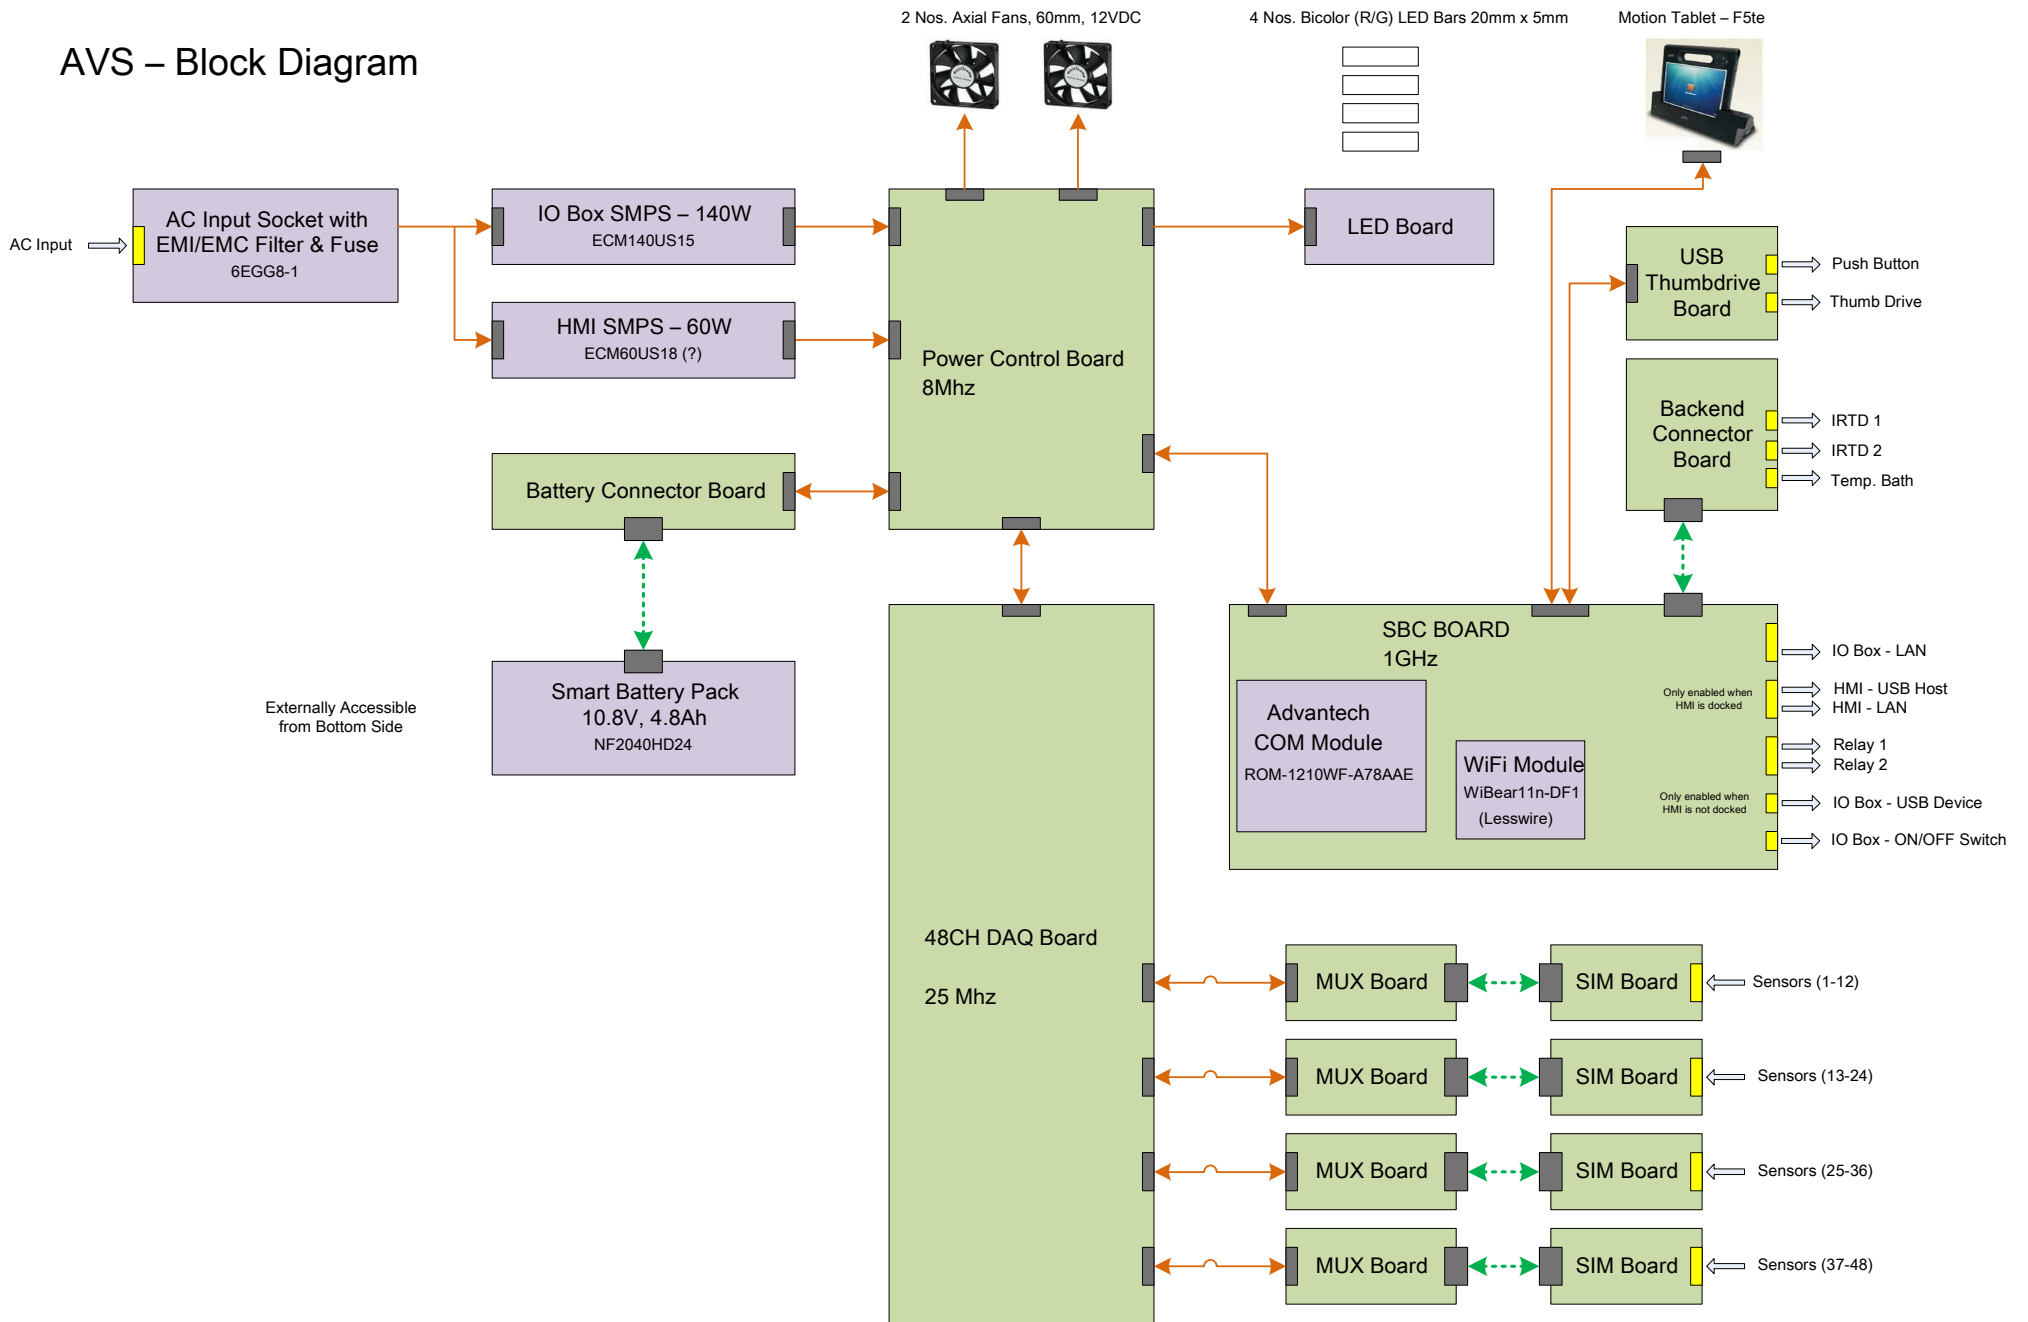 2 Nos. Axial Fans, 60mm, 12VDC
4 Nos. Bicolor (R/G) LED Bars 20mm x 5mm
Motion Tablet – F5te
AVS – Block Diagram
AC Input
AC Input Socket with
EMI/EMC Filter & Fuse
6EGG8-1
IO Box SMPS – 140W
ECM140US15
HMI SMPS – 60W
ECM60US18 (?)
Power Control Board
8Mhz
LED Board
USB
Thumbdrive
Board
Push Button
Thumb Drive
Backend
Connector
Board
IRTD 1
IRTD 2
Temp. Bath
Battery Connector Board
Externally Accessible
from Bottom Side
Smart Battery Pack
10.8V, 4.8Ah
NF2040HD24
SBC BOARD
1GHz
Advantech
COM Module
ROM-1210WF-A78AAE
WiFi Module
WiBear11n-DF1
(Lesswire)
Only enabled when
HMI is docked
Only enabled when
HMI is not docked
IO Box - LAN
HMI - USB Host
HMI - LAN
Relay 1
Relay 2
IO Box - USB Device
IO Box - ON/OFF Switch
48CH DAQ Board
25 Mhz
MUX Board
SIM Board
Sensors (1-12)
MUX Board
SIM Board
Sensors (13-24)
MUX Board
SIM Board
Sensors (25-36)
MUX Board
SIM Board
Sensors (37-48)